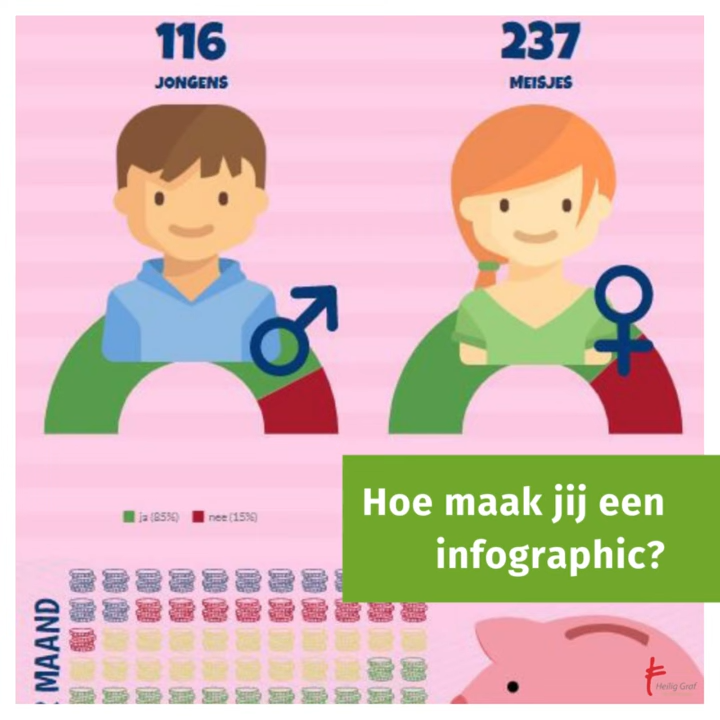 116
237
JONGENS
MEISJES
ja (85%)
nee (15%)
Hoe maak jij een
infographic?
MAAND
Heilig Graf